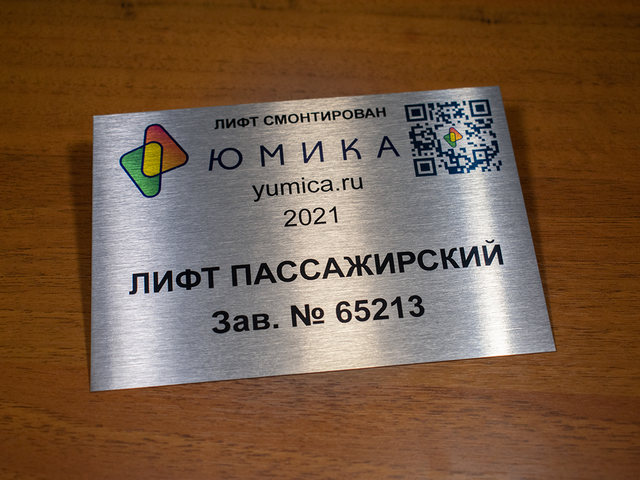 ЛИФТ СМОНТИРОВАН
ЮМИКА
yumica.ru
2021
ЛИФТ ПАССАЖИРСКИЙ
Зав. № 65213